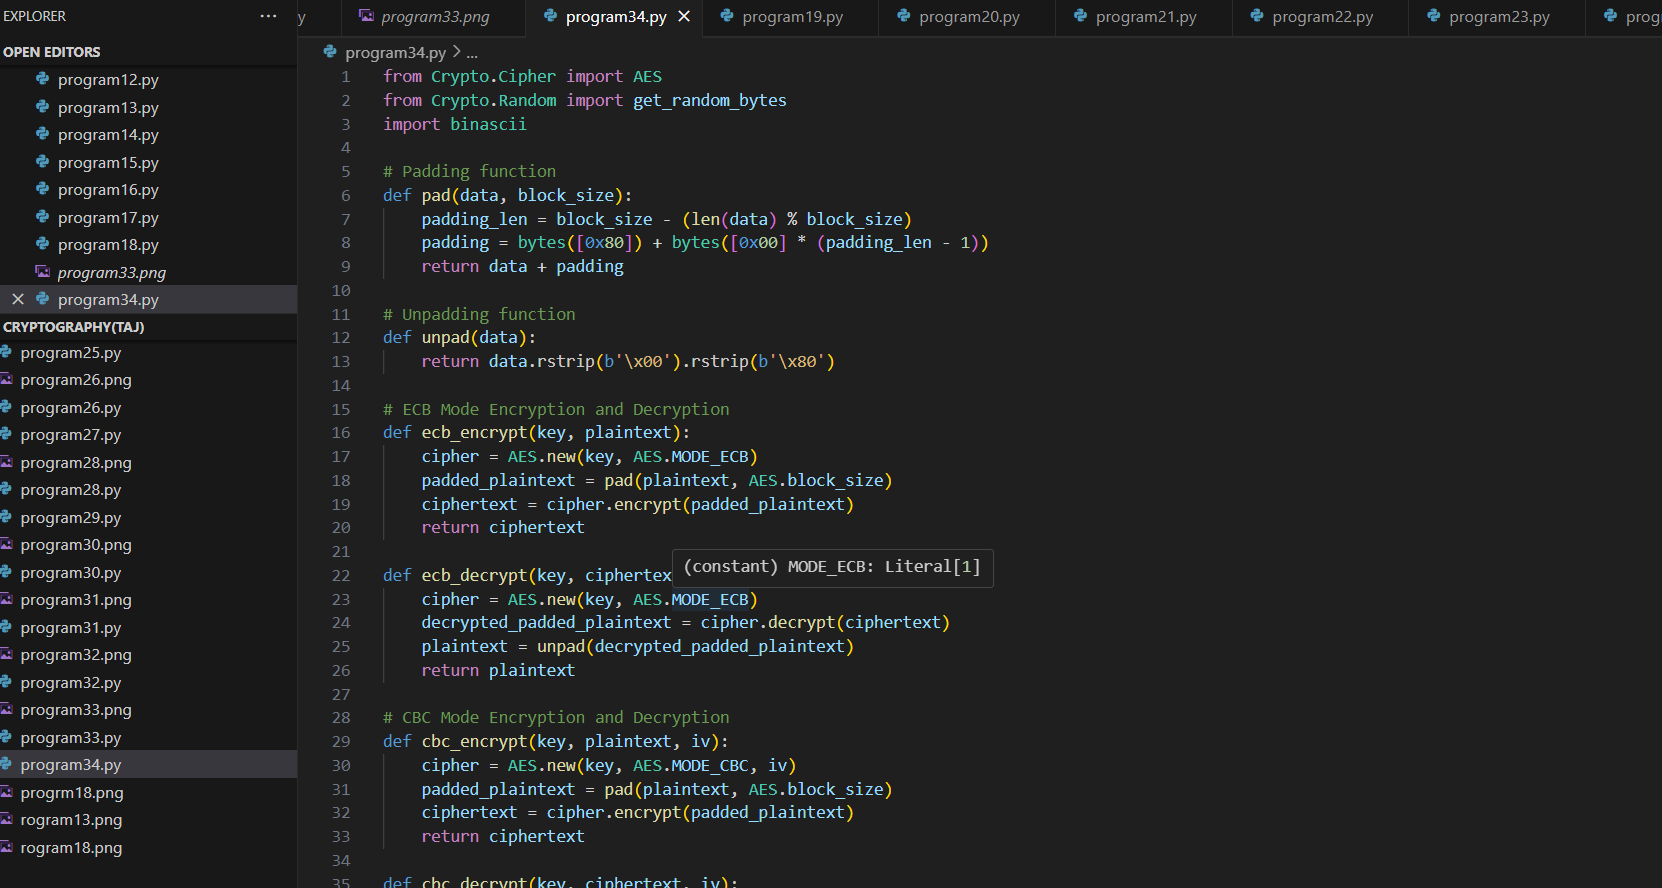 EXPLORER
···
OPEN EDITORS
program12.py
program13.py
program14.py
program15.py
program16.py
program17.py
program18.py
program33.png
program34.py
CRYPTOGRAPHY(TAJ)
program25.py
program26.png
program26.py
program27.py
program28.png
program28.py
program29.py
program30.png
program30.py
program31.png
program31.py
program32.png
program32.py
program33.png
program33.py
program34.py
progrm18.png
rogram13.png
rogram18.png
y program33.png program34.py program19.py program20.py program21.py program22.py program23.py prog
program34.py > ...
1 from Crypto.Cipher import AES
2 from Crypto.Random import get_random_bytes
3 import binascii
4
5 # Padding function
6 def pad(data, block_size):
7     padding_len = block_size - (len(data) % block_size)
8     padding = bytes([0x80]) + bytes([0x00] * (padding_len - 1))
9     return data + padding
10
11 # Unpadding function
12 def unpad(data):
13     return data.rstrip(b'\x00').rstrip(b'\x80')
14
15 # ECB Mode Encryption and Decryption
16 def ecb_encrypt(key, plaintext):
17     cipher = AES.new(key, AES.MODE_ECB)
18     padded_plaintext = pad(plaintext, AES.block_size)
19     ciphertext = cipher.encrypt(padded_plaintext)
20     return ciphertext
21
(constant) MODE_ECB: Literal[1]
22 def ecb_decrypt(key, ciphertex
23     cipher = AES.new(key, AES.MODE_ECB)
24     decrypted_padded_plaintext = cipher.decrypt(ciphertext)
25     plaintext = unpad(decrypted_padded_plaintext)
26     return plaintext
27
28 # CBC Mode Encryption and Decryption
29 def cbc_encrypt(key, plaintext, iv):
30     cipher = AES.new(key, AES.MODE_CBC, iv)
31     padded_plaintext = pad(plaintext, AES.block_size)
32     ciphertext = cipher.encrypt(padded_plaintext)
33     return ciphertext
34
35 def cbc_decrypt(key, ciphertext, iv):